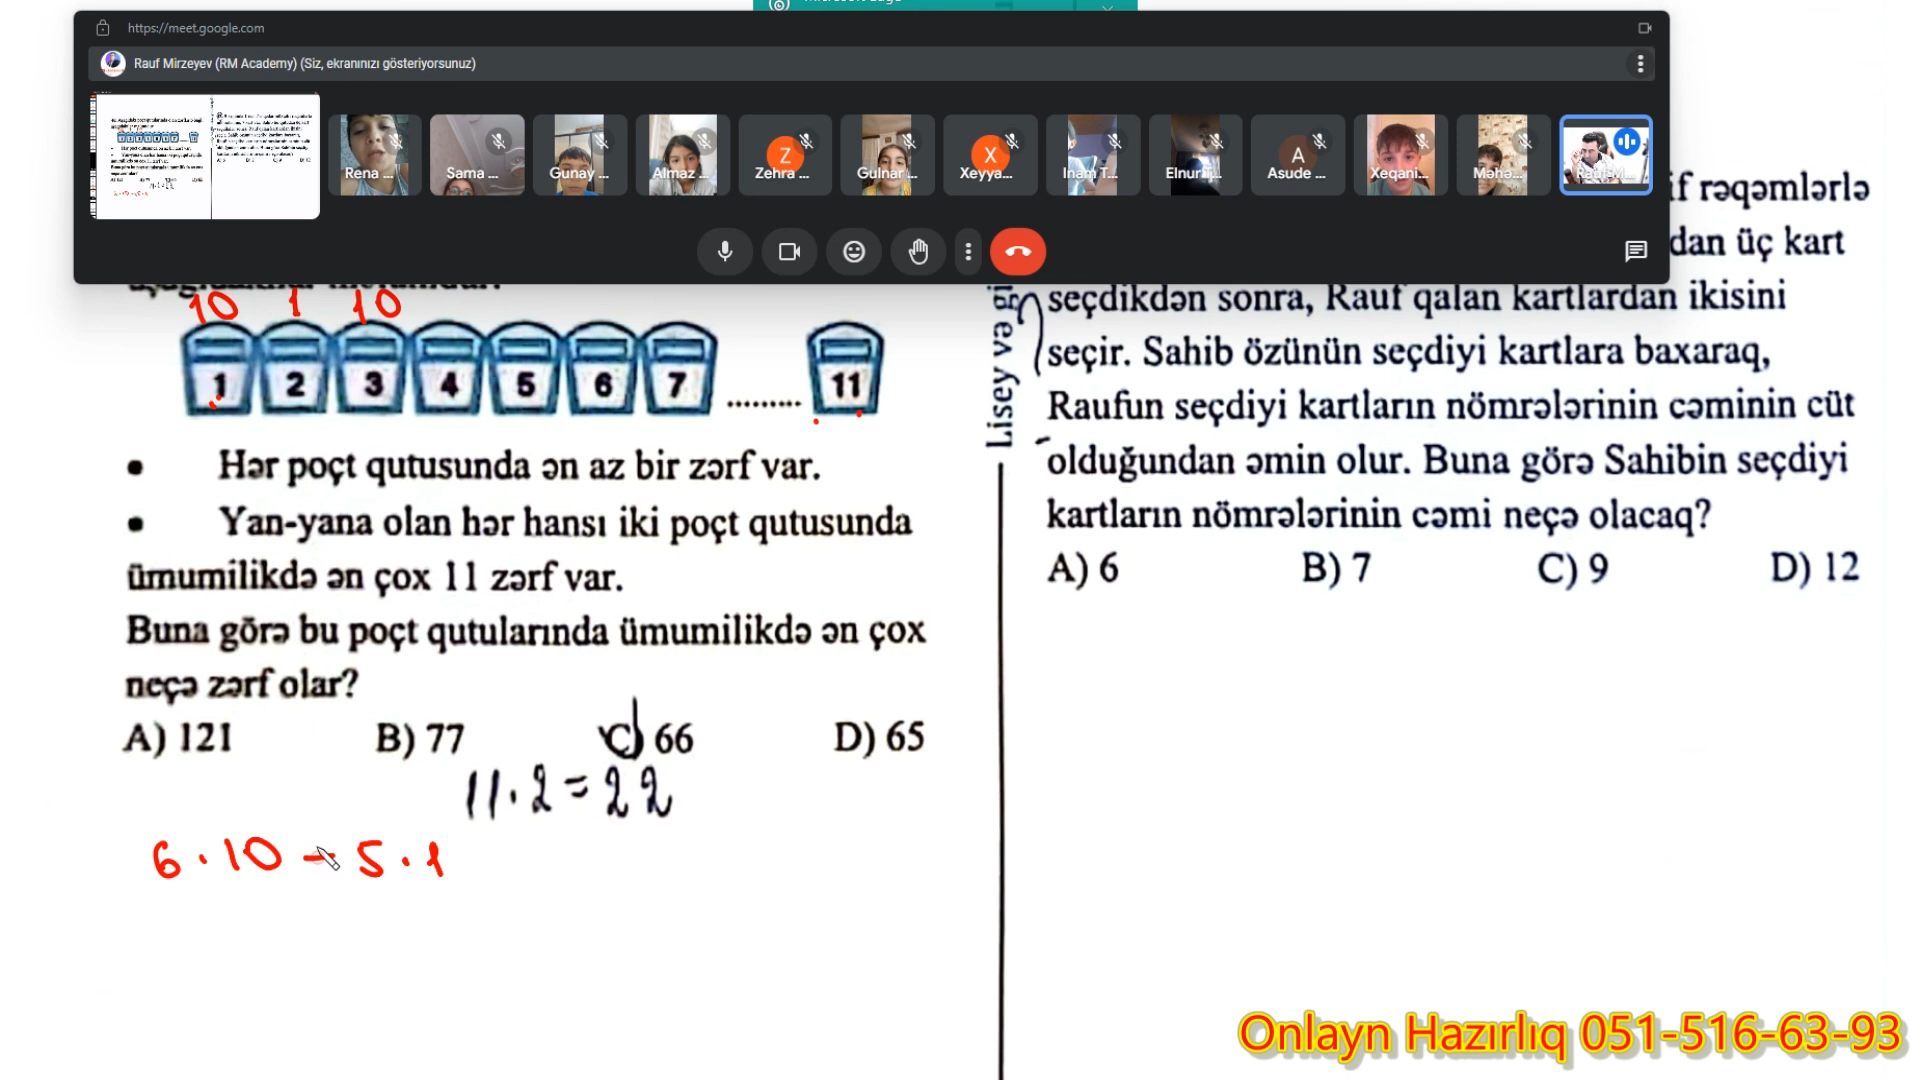 https://meet.google.com
Rauf Mirzeyev (RM Academy) (Siz, ekranınızı gösteriyorsunuz)
Rena ...
Sama ...
Gunay ...
Almaz ...
Z
Zehra ...
Gulnar ...
X
Xeyya...
Inam T...
Elnur ...
A
Asude ...
Xeqani...
Məhə...
10 1 10
1 2 3 4 5 6 7 ......... 11
• Hər poçt qutusunda ən az bir zərf var.
• Yan-yana olan hər hansı iki poçt qutusunda
ümumilikdə ən çox 11 zərf var.
Buna görə bu poçt qutularında ümumilikdə ən çox
neçə zərf olar?
A) 121 B) 77 C) 66 D) 65
11·2=22
6·10 - 5·1
Lisey və
if rəqəmlərlə
dan üç kart
seçdikdən sonra, Rauf qalan kartlardan ikisini
seçir. Sahib özünün seçdiyi kartlara baxaraq,
Raufun seçdiyi kartların nömrələrinin cəminin cüt
olduğundan əmin olur. Buna görə Sahibin seçdiyi
kartların nömrələrinin cəmi neçə olacaq?
A) 6 B) 7 C) 9 D) 12
Onlayn Hazırlıq 051-516-63-93